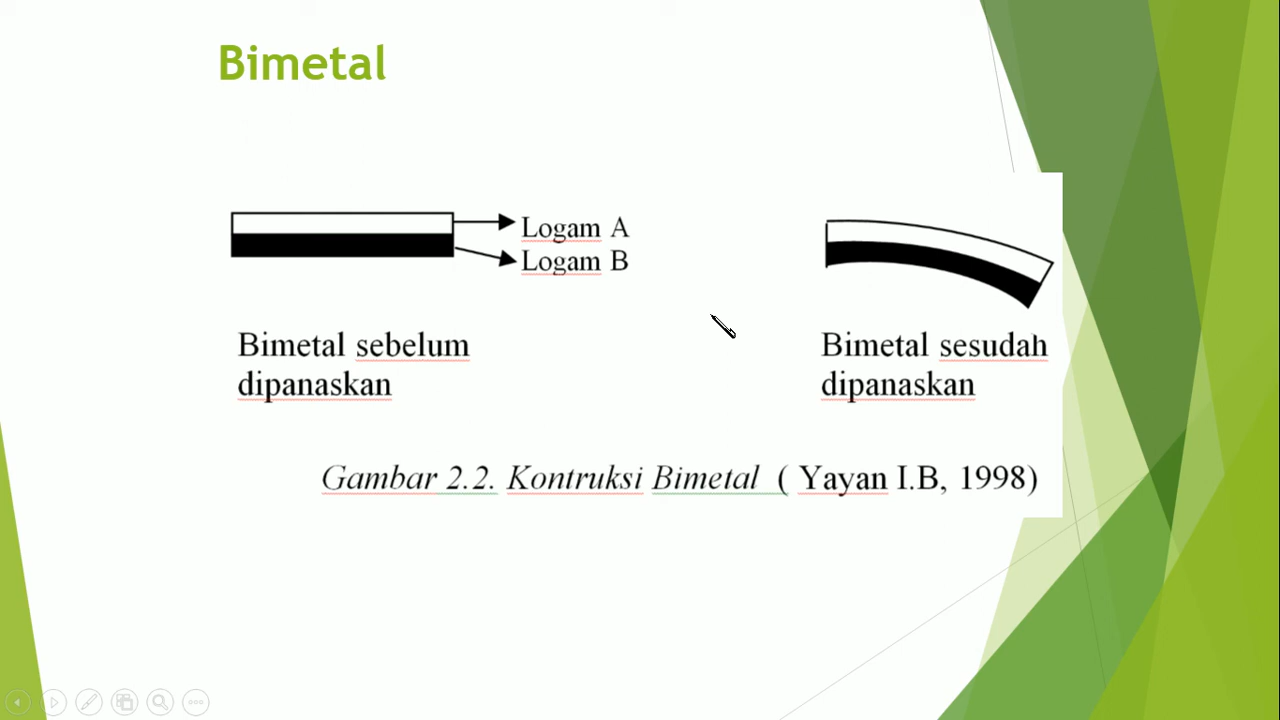 Bimetal
Logam A
Logam B
Bimetal sebelum
dipanaskan
Bimetal sesudah
dipanaskan
Gambar 2.2. Kontruksi Bimetal ( Yayan I.B, 1998)